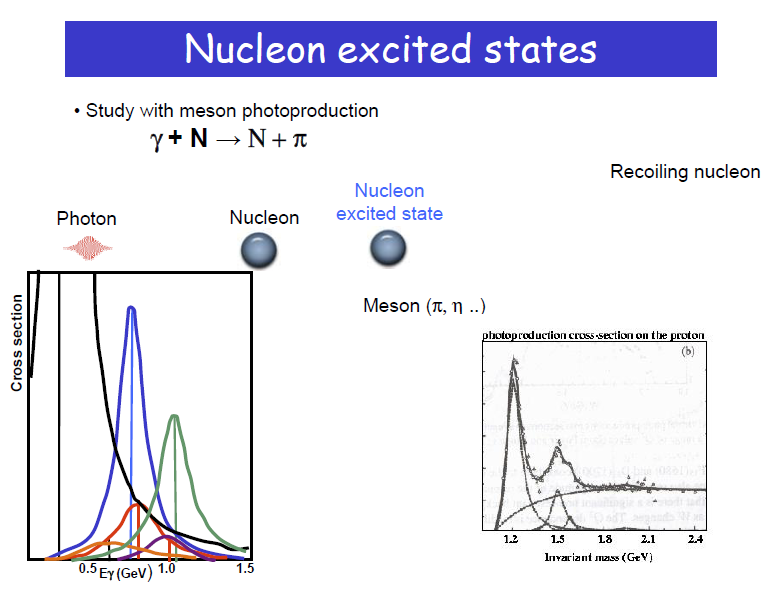 Nucleon excited states
• Study with meson photoproduction
γ + N → N + π
Recoiling nucleon
Nucleon
excited state
Photon
Nucleon
Meson (π, η ..)
Cross section
0.5 Eγ (GeV) 1.0 1.5
photoproduction cross-section on the proton
(b)
1.2 1.5 1.8 2.1 2.4
Invariant mass (GeV)